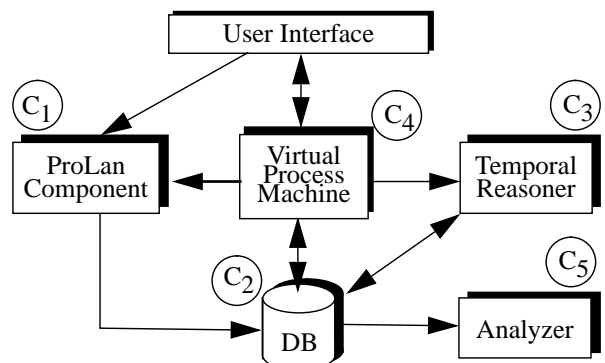 User Interface
C1
C4
C3
ProLan
Component
Virtual
Process
Machine
Temporal
Reasoner
C2
C5
DB
Analyzer